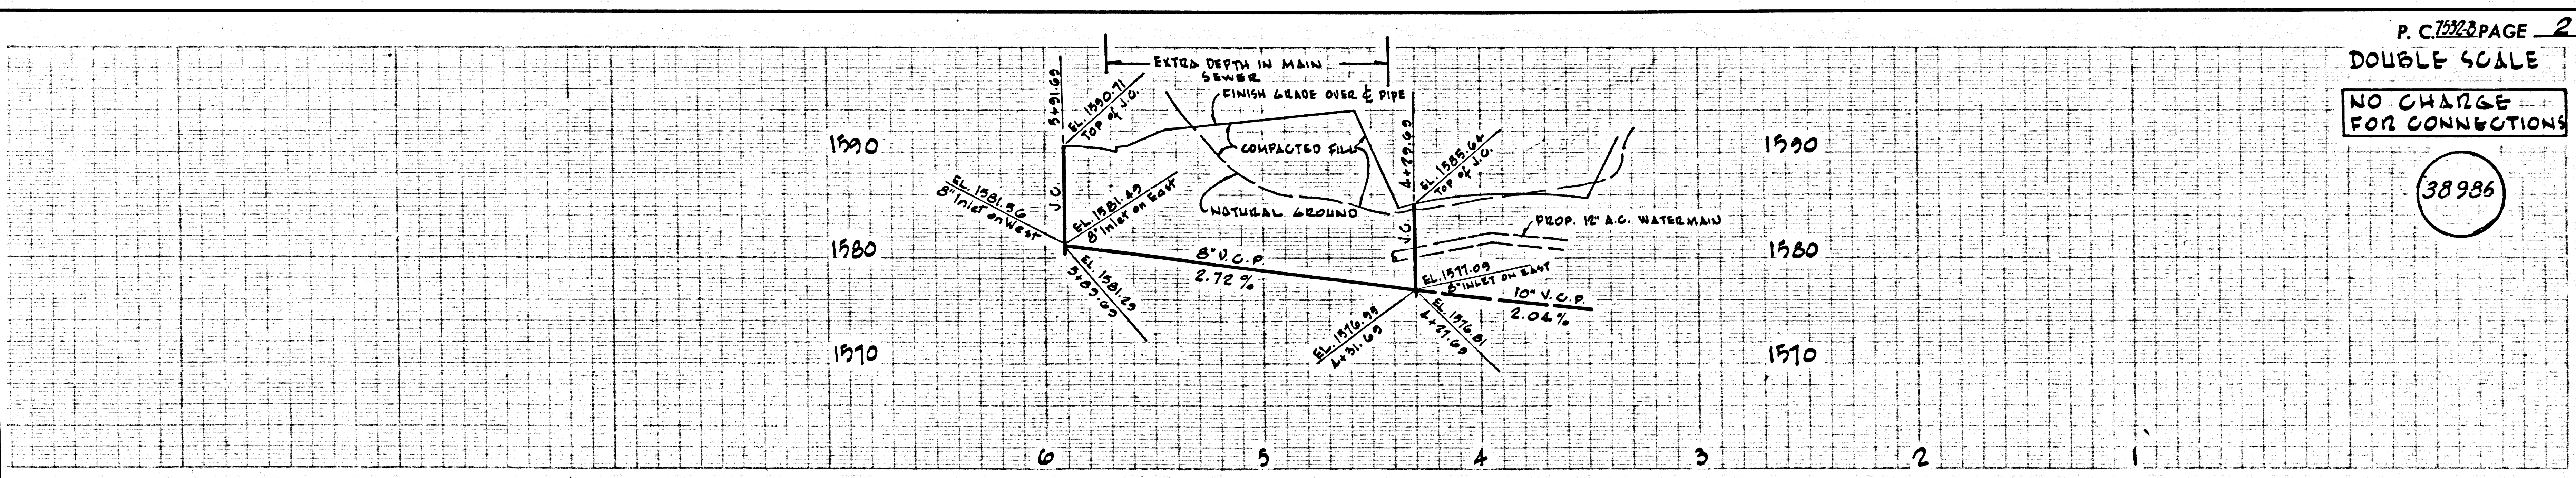 P. C. 7532-B PAGE 2
DOUBLE SCALE
NO CHARGE
FOR CONNECTIONS
38986
EXTRA DEPTH IN MAIN
SEWER
FINISH GRADE OVER ℄ PIPE
5+91.69
EL. 1590.71
TOP of J.C.
1590
COMPACTED FILL
4+29.69
EL. 1585.64
TOP of J.C.
1590
J.C.
EL. 1581.56
8" Inlet on West
EL. 1581.49
8" Inlet on East
NATURAL GROUND
J.C.
PROP. 12" A.C. WATERMAIN
1580
8" V.C.P.
2.72 %
1580
EL. 1581.29
5+89.69
EL. 1577.09
8" INLET ON EAST
10" V.C.P.
2.04 %
EL. 1576.99
4+31.69
EL. 1576.81
4+27.69
1570
1570
6
5
4
3
2
1